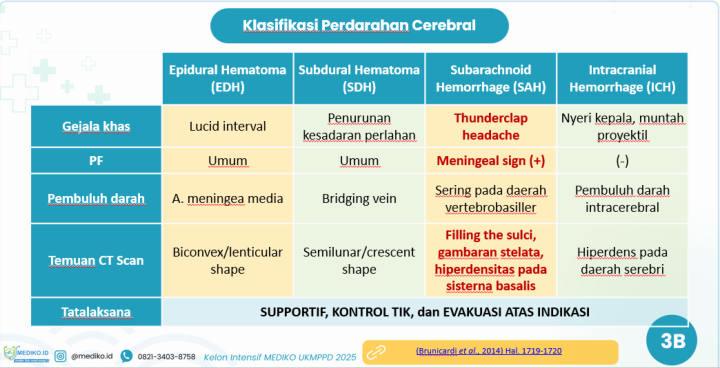 Klasifikasi Perdarahan Cerebral
Epidural Hematoma
(EDH)
Subdural Hematoma
(SDH)
Subarachnoid
Hemorrhage (SAH)
Intracranial
Hemorrhage (ICH)
Gejala khas
Lucid interval
Penurunan
kesadaran perlahan
Thunderclap
headache
Nyeri kepala, muntah
proyektil
PF
Umum
Umum
Meningeal sign (+)
(-)
Pembuluh darah
A. meningea media
Bridging vein
Sering pada daerah
vertebrobasiller
Pembuluh darah
intracerebral
Temuan CT Scan
Biconvex/lenticular
shape
Semilunar/crescent
shape
Filling the sulci,
gambaran stelata,
hiperdensitas pada
sisterna basalis
Hiperdens pada
daerah serebri
Tatalaksana
SUPPORTIF, KONTROL TIK, dan EVAKUASI ATAS INDIKASI
MEDIKO.ID
@mediko.id
0821-3403-8758
Kelon Intensif MEDIKO UKMPPD 2025
(Brunicardi et al., 2014) Hal. 1719-1720
3B